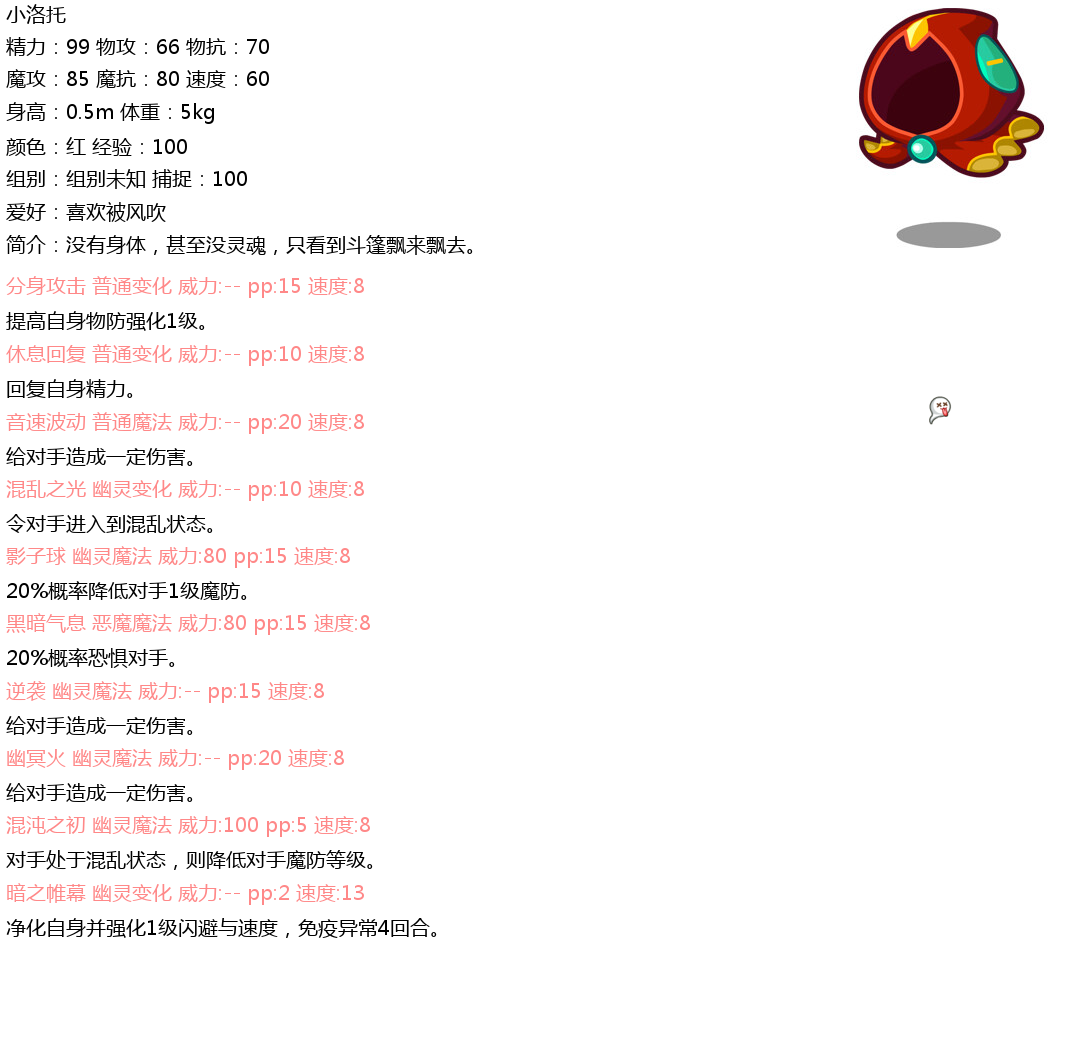 小洛托
精力：99 物攻：66 物抗：70
魔攻：85 魔抗：80 速度：60
身高：0.5m 体重：5kg
颜色：红 经验：100
组别：组别未知 捕捉：100
爱好：喜欢被风吹
简介：没有身体，甚至没灵魂，只看到斗篷飘来飘去。
分身攻击 普通变化 威力:-- pp:15 速度:8
提高自身物防强化1级。
休息回复 普通变化 威力:-- pp:10 速度:8
回复自身精力。
音速波动 普通魔法 威力:-- pp:20 速度:8
给对手造成一定伤害。
混乱之光 幽灵变化 威力:-- pp:10 速度:8
令对手进入到混乱状态。
影子球 幽灵魔法 威力:80 pp:15 速度:8
20%概率降低对手1级魔防。
黑暗气息 恶魔魔法 威力:80 pp:15 速度:8
20%概率恐惧对手。
逆袭 幽灵魔法 威力:-- pp:15 速度:8
给对手造成一定伤害。
幽冥火 幽灵魔法 威力:-- pp:20 速度:8
给对手造成一定伤害。
混沌之初 幽灵魔法 威力:100 pp:5 速度:8
对手处于混乱状态，则降低对手魔防等级。
暗之帷幕 幽灵变化 威力:-- pp:2 速度:13
净化自身并强化1级闪避与速度，免疫异常4回合。